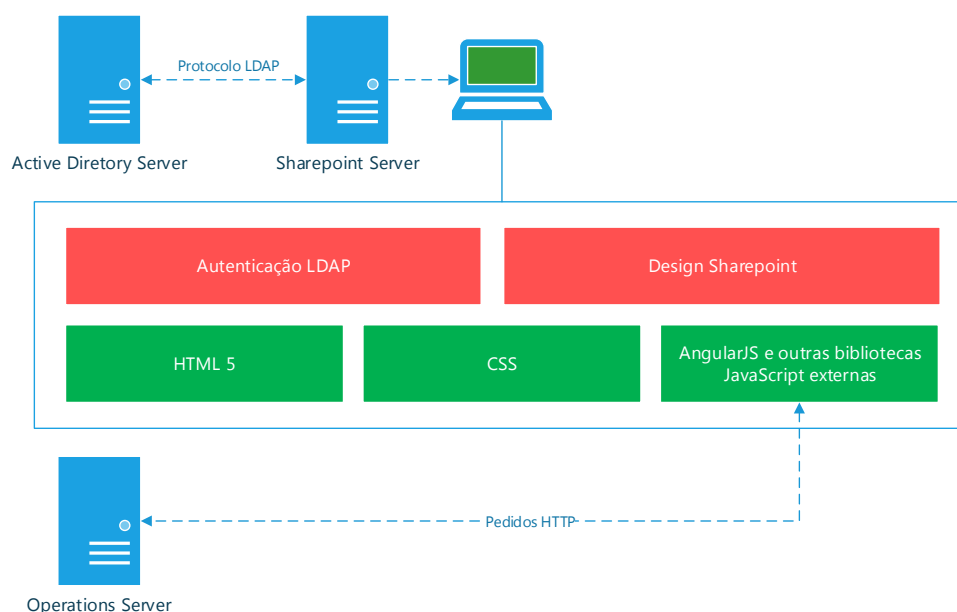 Protocolo LDAP
Active Diretory Server
Sharepoint Server
Autenticação LDAP
Design Sharepoint
HTML 5
CSS
AngularJS e outras bibliotecas
JavaScript externas
Pedidos HTTP
Operations Server